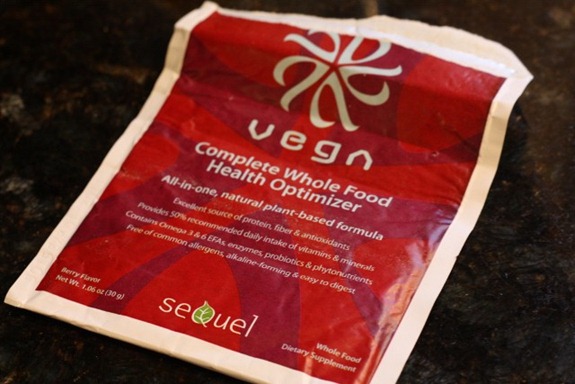 vega
Complete Whole Food
Health Optimizer
All-in-one, natural plant-based formula
Excellent source of protein, fiber & antioxidants
Provides 50% recommended daily intake of vitamins & minerals
Contains Omega 3 & 6 EFAs, enzymes, probiotics & phytonutrients
Free of common allergens, alkaline-forming & easy to digest
Berry Flavor
Net Wt. 1.06 oz (30 g)
sequel
Whole Food
Dietary Supplement